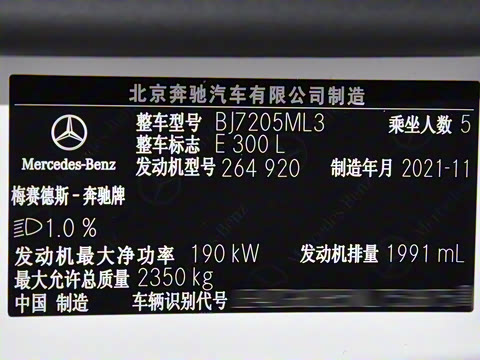 北京奔驰汽车有限公司制造
整车型号 BJ7205ML3 乘坐人数 5
整车标志 E 300 L
Mercedes-Benz 发动机型号 264 920 制造年月 2021-11
梅赛德斯-奔驰牌
1.0 %
发动机最大净功率 190 kW 发动机排量 1991 mL
最大允许总质量 2350 kg
中国 制造 车辆识别代号